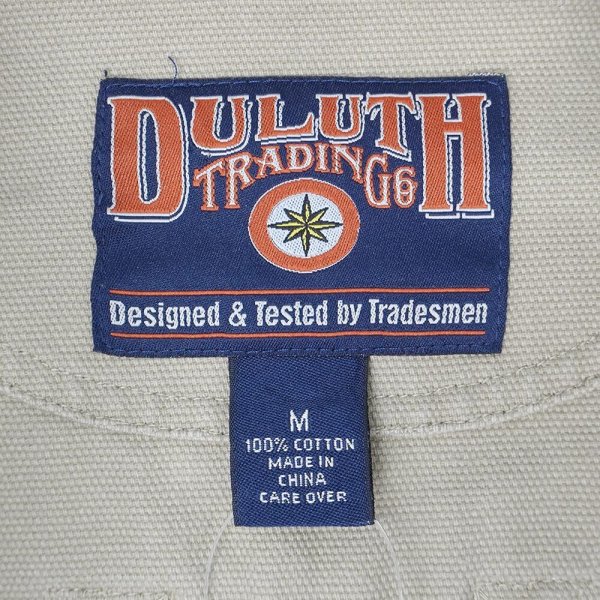 DULUTH
TRADING CO
Designed & Tested by Tradesmen
M
100% COTTON
MADE IN
CHINA
CARE OVER